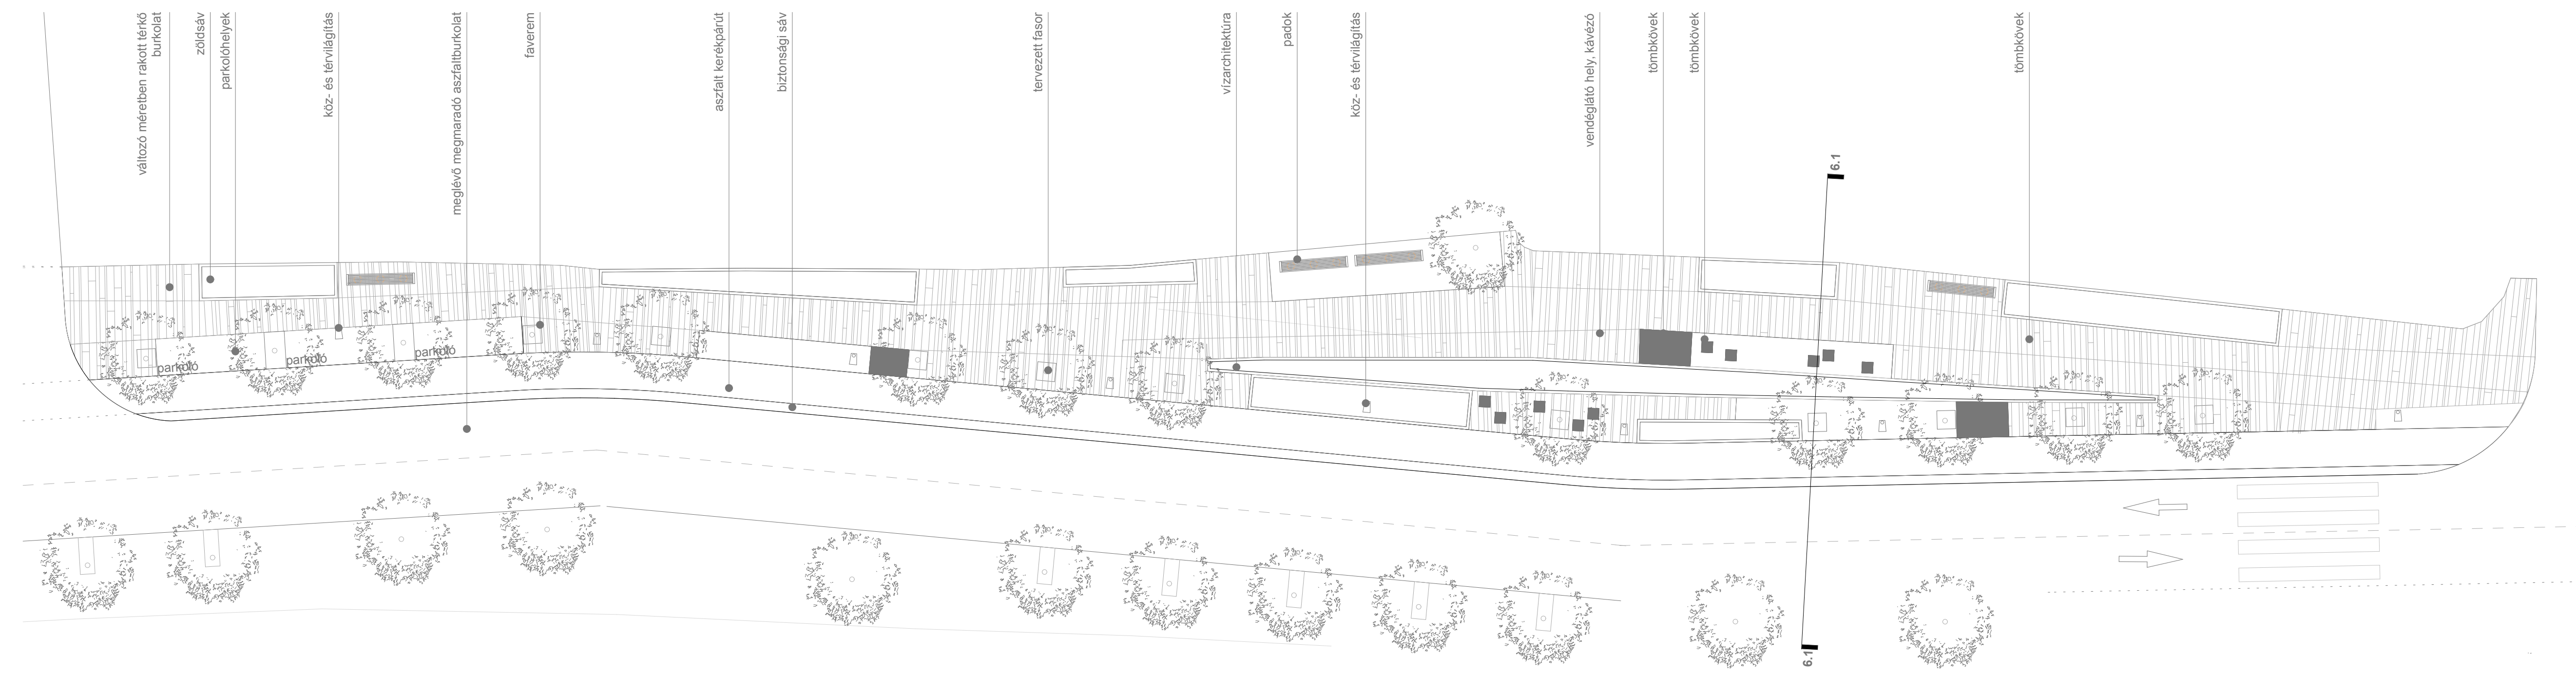 változó méretben rakott térkő
burkolat
zöldsáv
parkolóhelyek
köz- és térvilágítás
meglévő megmaradó aszfaltburkolat
faverem
aszfalt kerékpárút
biztonsági sáv
tervezett fasor
vízarchitektúra
padok
köz- és térvilágítás
vendéglátó hely, kávézó
tömbkövek
tömbkövek
tömbkövek
6.1
parkoló
parkoló
parkoló
6.1